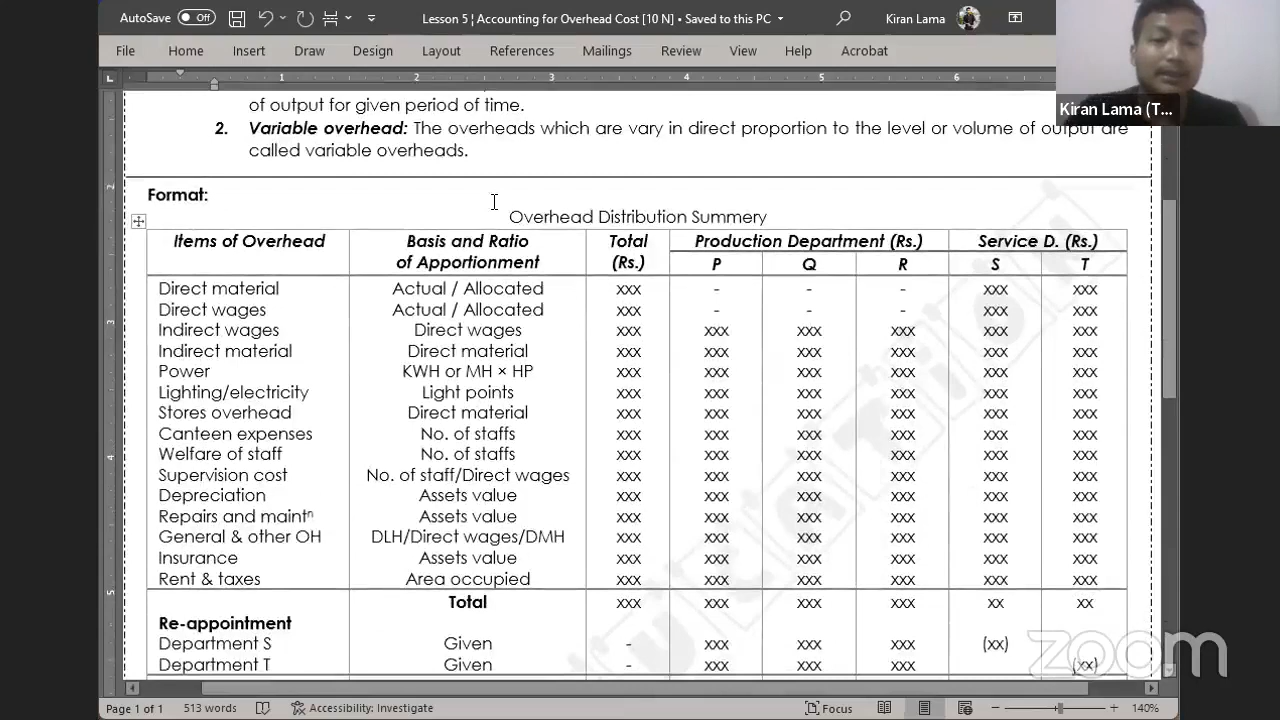 AutoSave Off Lesson 5 | Accounting for Overhead Cost [10 N] • Saved to this PC Kiran Lama
File Home Insert Draw Design Layout References Mailings Review View Help Acrobat
Kiran Lama (T...
1 2 3 4 5 6
of output for given period of time.
2. Variable overhead: The overheads which are vary in direct proportion to the level or volume of output are
called variable overheads.
Format:
Overhead Distribution Summery
Items of Overhead Basis and Ratio of Apportionment Total (Rs.) Production Department (Rs.) Service D. (Rs.)
P Q R S T
Direct material Actual / Allocated xxx - - - xxx xxx
Direct wages Actual / Allocated xxx - - - xxx xxx
Indirect wages Direct wages xxx xxx xxx xxx xxx xxx
Indirect material Direct material xxx xxx xxx xxx xxx xxx
Power KWH or MH × HP xxx xxx xxx xxx xxx xxx
Lighting/electricity Light points xxx xxx xxx xxx xxx xxx
Stores overhead Direct material xxx xxx xxx xxx xxx xxx
Canteen expenses No. of staffs xxx xxx xxx xxx xxx xxx
Welfare of staff No. of staffs xxx xxx xxx xxx xxx xxx
Supervision cost No. of staff/Direct wages xxx xxx xxx xxx xxx xxx
Depreciation Assets value xxx xxx xxx xxx xxx xxx
Repairs and maintⁿ Assets value xxx xxx xxx xxx xxx xxx
General & other OH DLH/Direct wages/DMH xxx xxx xxx xxx xxx xxx
Insurance Assets value xxx xxx xxx xxx xxx xxx
Rent & taxes Area occupied xxx xxx xxx xxx xxx xxx
Total xxx xxx xxx xxx xx xx
Re-appointment
Department S Given - xxx xxx xxx (xx)
Department T Given - xxx xxx xxx (xx)
zoom
Page 1 of 1 513 words Accessibility: Investigate Focus 140%